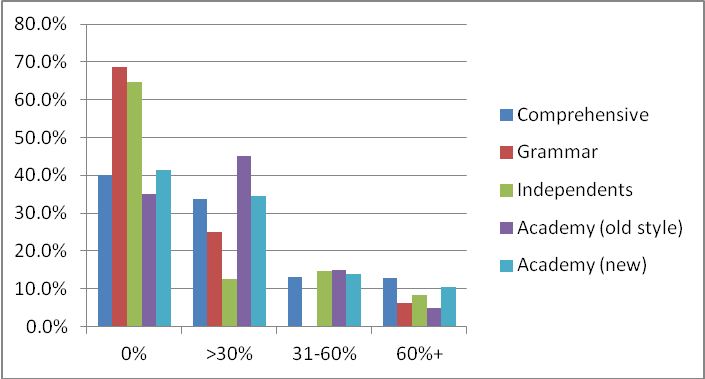 80.0%
70.0%
60.0%
50.0%
40.0%
30.0%
20.0%
10.0%
0.0%
0%
>30%
31-60%
60%+
Comprehensive
Grammar
Independents
Academy (old style)
Academy (new)